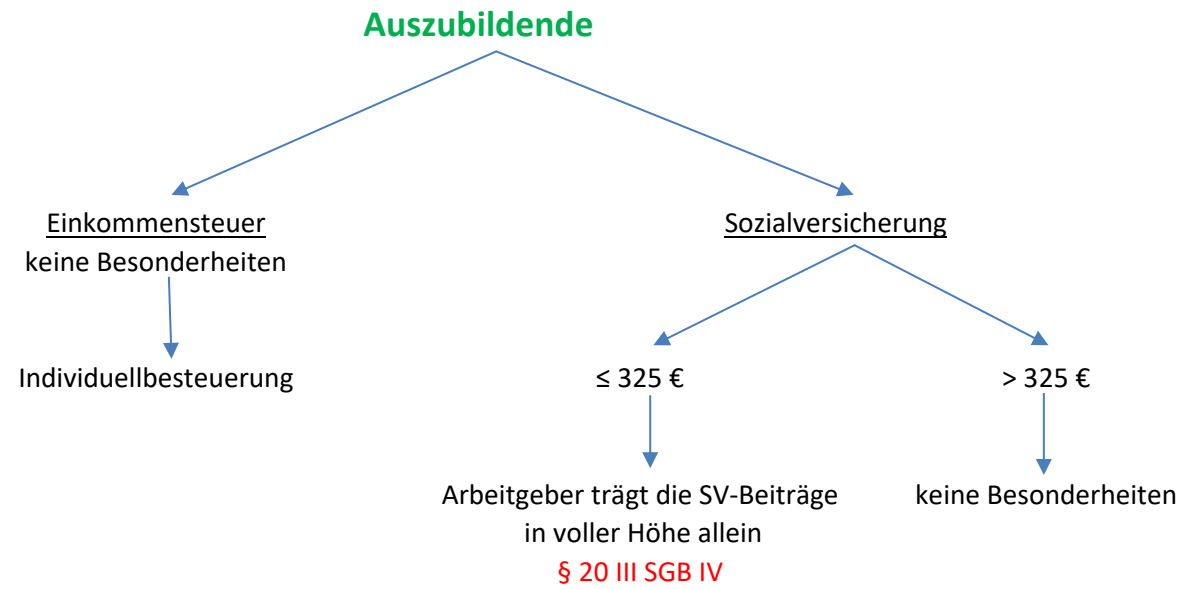 Auszubildende
Einkommensteuer
keine Besonderheiten
Individuellbesteuerung
Sozialversicherung
≤ 325 €
Arbeitgeber trägt die SV-Beiträge
in voller Höhe allein
§ 20 III SGB IV
> 325 €
keine Besonderheiten